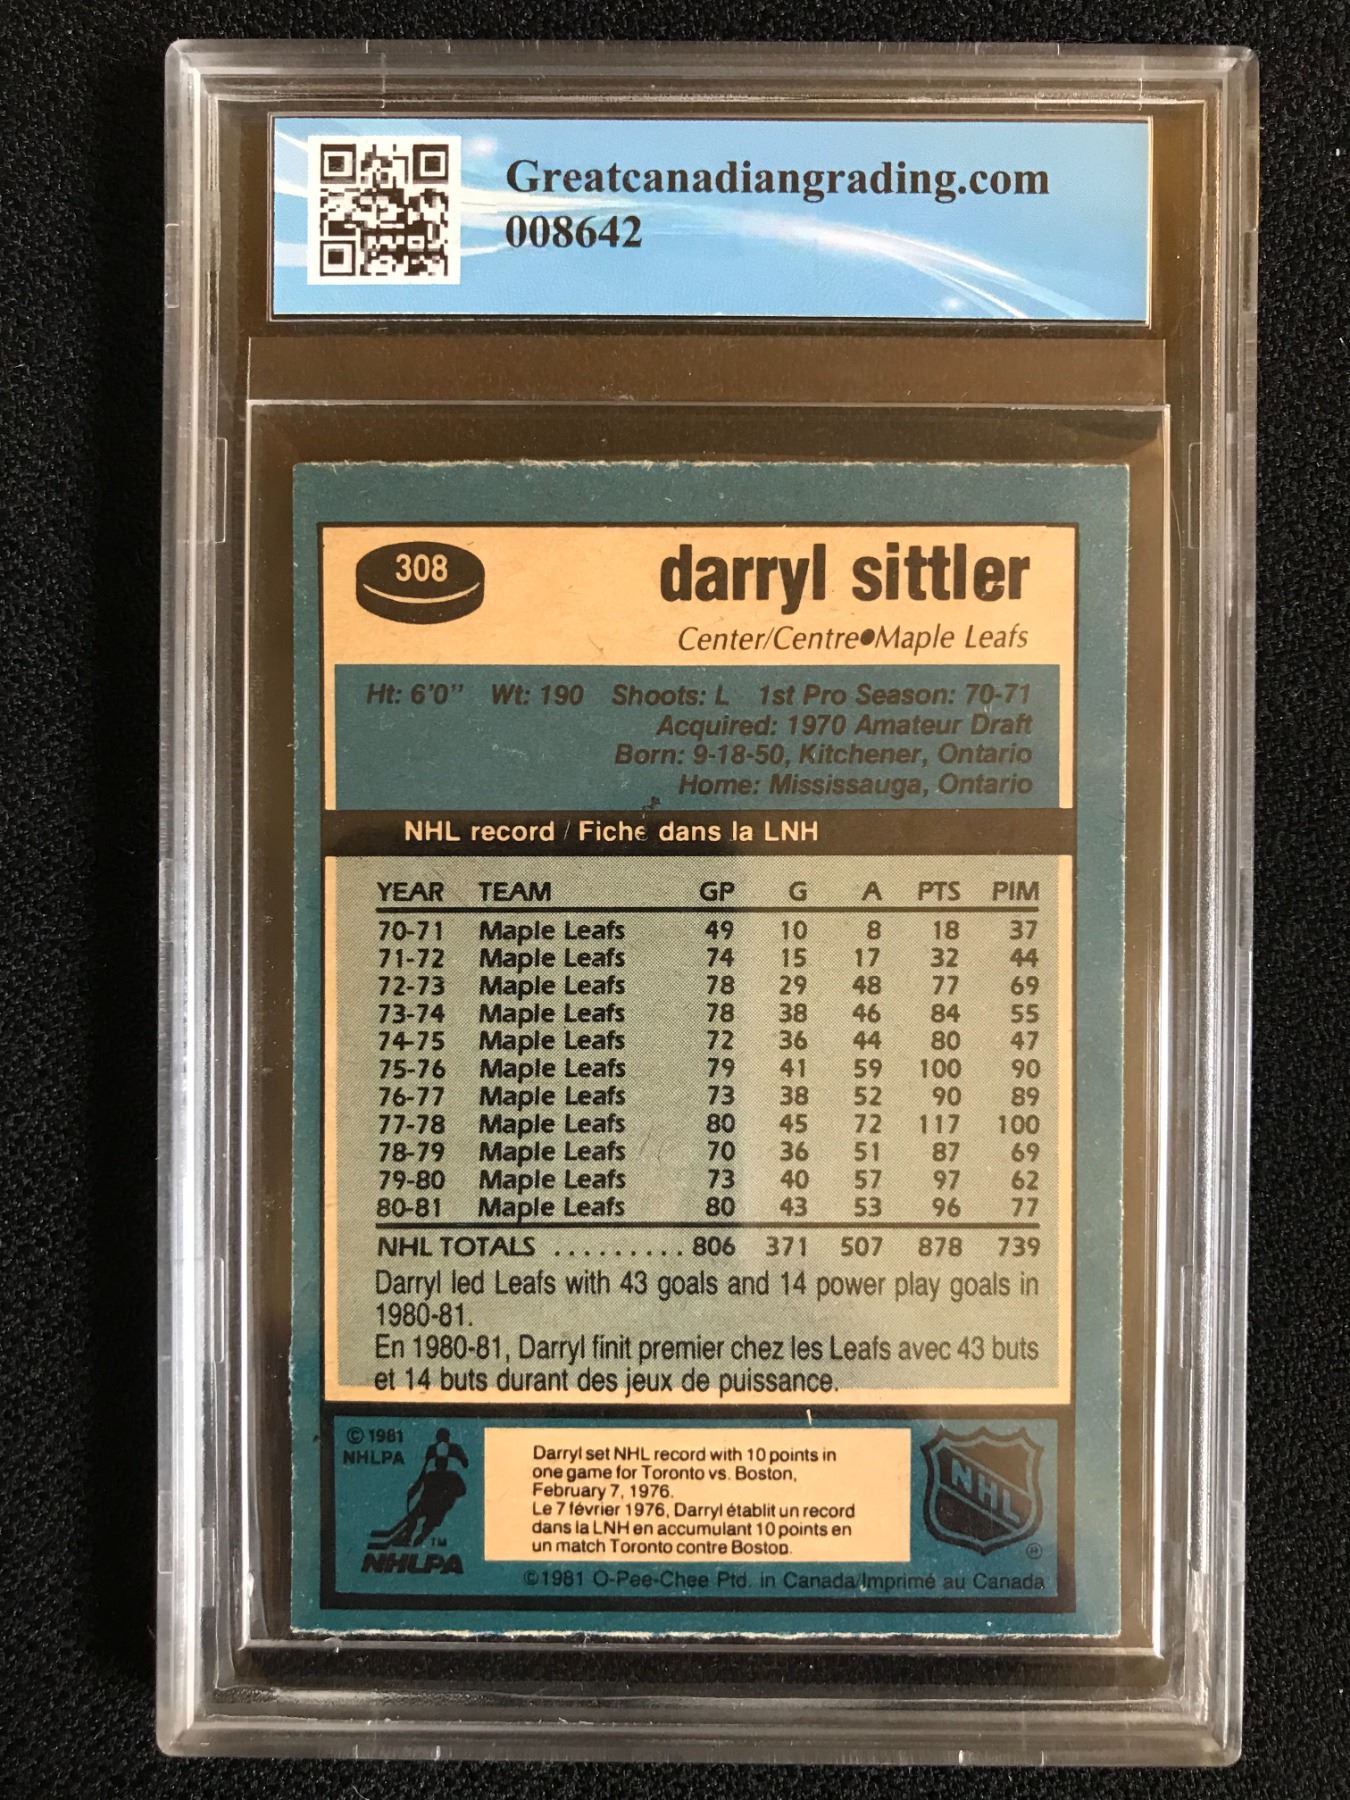 Greatcanadiangrading.com
008642
308
darryl sittler
Center/Centre●Maple Leafs
Ht: 6'0" Wt: 190 Shoots: L 1st Pro Season: 70-71
Acquired: 1970 Amateur Draft
Born: 9-18-50, Kitchener, Ontario
Home: Mississauga, Ontario
NHL record / Fiche dans la LNH
YEAR TEAM GP G A PTS PIM
70-71 Maple Leafs 49 10 8 18 37
71-72 Maple Leafs 74 15 17 32 44
72-73 Maple Leafs 78 29 48 77 69
73-74 Maple Leafs 78 38 46 84 55
74-75 Maple Leafs 72 36 44 80 47
75-76 Maple Leafs 79 41 59 100 90
76-77 Maple Leafs 73 38 52 90 89
77-78 Maple Leafs 80 45 72 117 100
78-79 Maple Leafs 70 36 51 87 69
79-80 Maple Leafs 73 40 57 97 62
80-81 Maple Leafs 80 43 53 96 77
NHL TOTALS .......... 806 371 507 878 739
Darryl led Leafs with 43 goals and 14 power play goals in
1980-81.
En 1980-81, Darryl finit premier chez les Leafs avec 43 buts
et 14 buts durant des jeux de puissance.
© 1981
NHLPA
TM
NHLPA
Darryl set NHL record with 10 points in
one game for Toronto vs. Boston,
February 7, 1976.
Le 7 février 1976, Darryl établit un record
dans la LNH en accumulant 10 points en
un match Toronto contre Boston.
NHL
®
©1981 O-Pee-Chee Ptd. in Canada/Imprimé au Canada